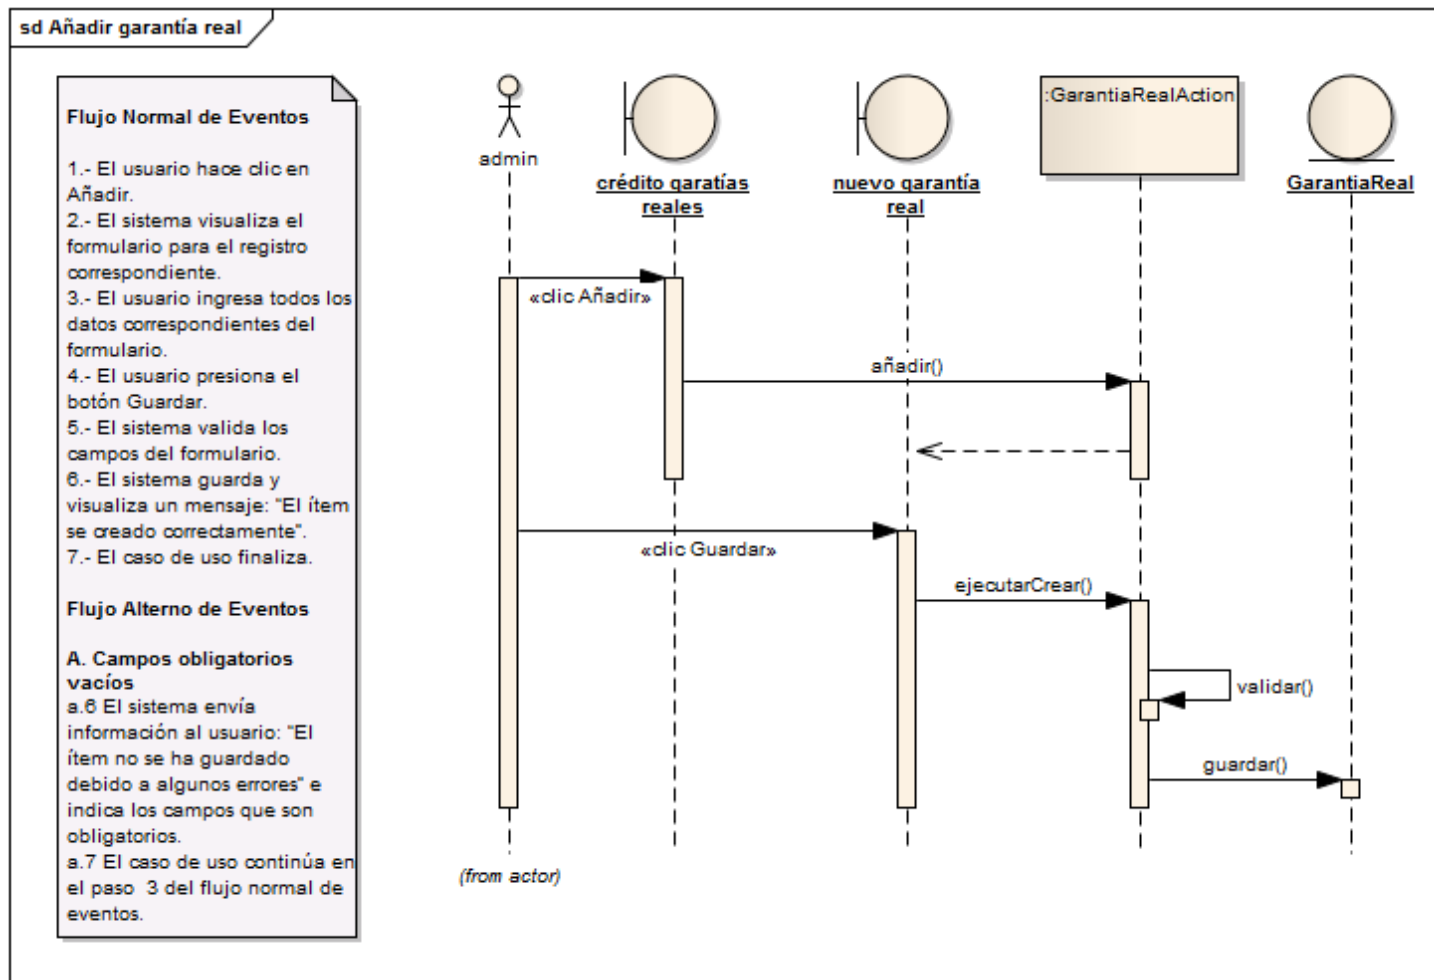 sd Añadir garantía real
Flujo Normal de Eventos
1.- El usuario hace clic en
Añadir.
2.- El sistema visualiza el
formulario para el registro
correspondiente.
3.- El usuario ingresa todos los
datos correspondientes del
formulario.
4.- El usuario presiona el
botón Guardar.
5.- El sistema valida los
campos del formulario.
6.- El sistema guarda y
visualiza un mensaje: "El ítem
se creado correctamente".
7.- El caso de uso finaliza.
Flujo Alterno de Eventos
A. Campos obligatorios
vacíos
a.6 El sistema envía
información al usuario: "El
ítem no se ha guardado
debido a algunos errores" e
indica los campos que son
obligatorios.
a.7 El caso de uso continúa en
el paso  3 del flujo normal de
eventos.
admin
crédito garatías
reales
nuevo garantía
real
:GarantiaRealAction
GarantiaReal
«clic Añadir»
añadir()
«clic Guardar»
ejecutarCrear()
validar()
guardar()
(from actor)